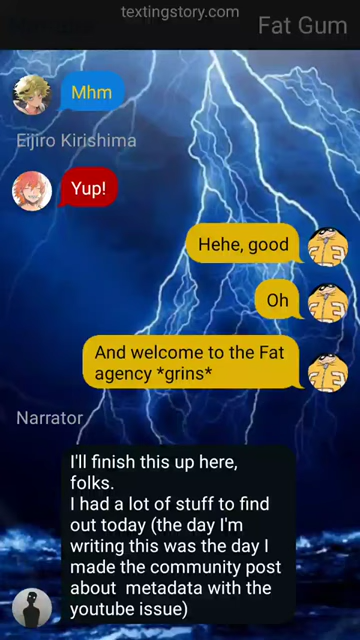 textingstory.com
Fat Gum
Mhm
Eijiro Kirishima
Yup!
Hehe, good
Oh
And welcome to the Fat
agency *grins*
Narrator
I'll finish this up here,
folks.
I had a lot of stuff to find
out today (the day I'm
writing this was the day I
made the community post
about  metadata with the
youtube issue)